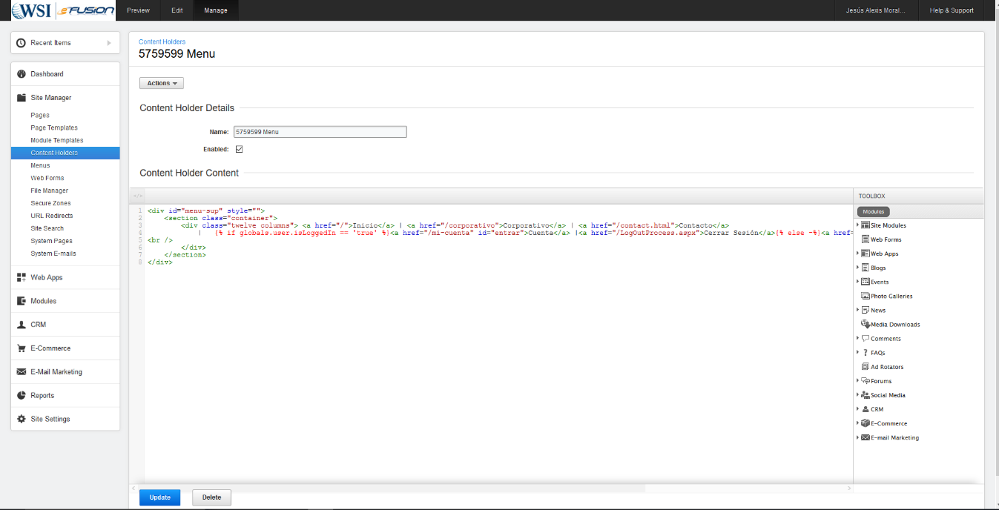 WSI eFUSION
Preview
Edit
Manage
Jesús Alexis Moral...
Help & Support
Recent Items
Dashboard
Site Manager
Pages
Page Templates
Module Templates
Content Holders
Menus
Web Forms
File Manager
Secure Zones
URL Redirects
Site Search
System Pages
System E-mails
Web Apps
Modules
CRM
E-Commerce
E-Mail Marketing
Reports
Site Settings
Content Holders
5759599 Menu
Actions
Content Holder Details
Name: 5759599 Menu
Enabled:
Content Holder Content
</>
1 <div id="menu-sup" style="">
2 <section class="container">
3 <div class="twelve columns"> <a href="/">Inicio</a> | <a href="/corporativo">Corporativo</a> | <a href="/contact.html">Contacto</a>
4 | {% if globals.user.isLoggedIn == 'true' %}<a href="/mi-cuenta" id="entrar">Cuenta</a> |<a href="/LogOutProcess.aspx">Cerrar Sesión</a>{% else -%}<a href=
5 <br />
6 </div>
7 </section>
8 </div>
TOOLBOX
Modules
Site Modules
Web Forms
Web Apps
Blogs
Events
Photo Galleries
News
Media Downloads
Comments
FAQs
Ad Rotators
Forums
Social Media
CRM
E-Commerce
E-mail Marketing
Update
Delete